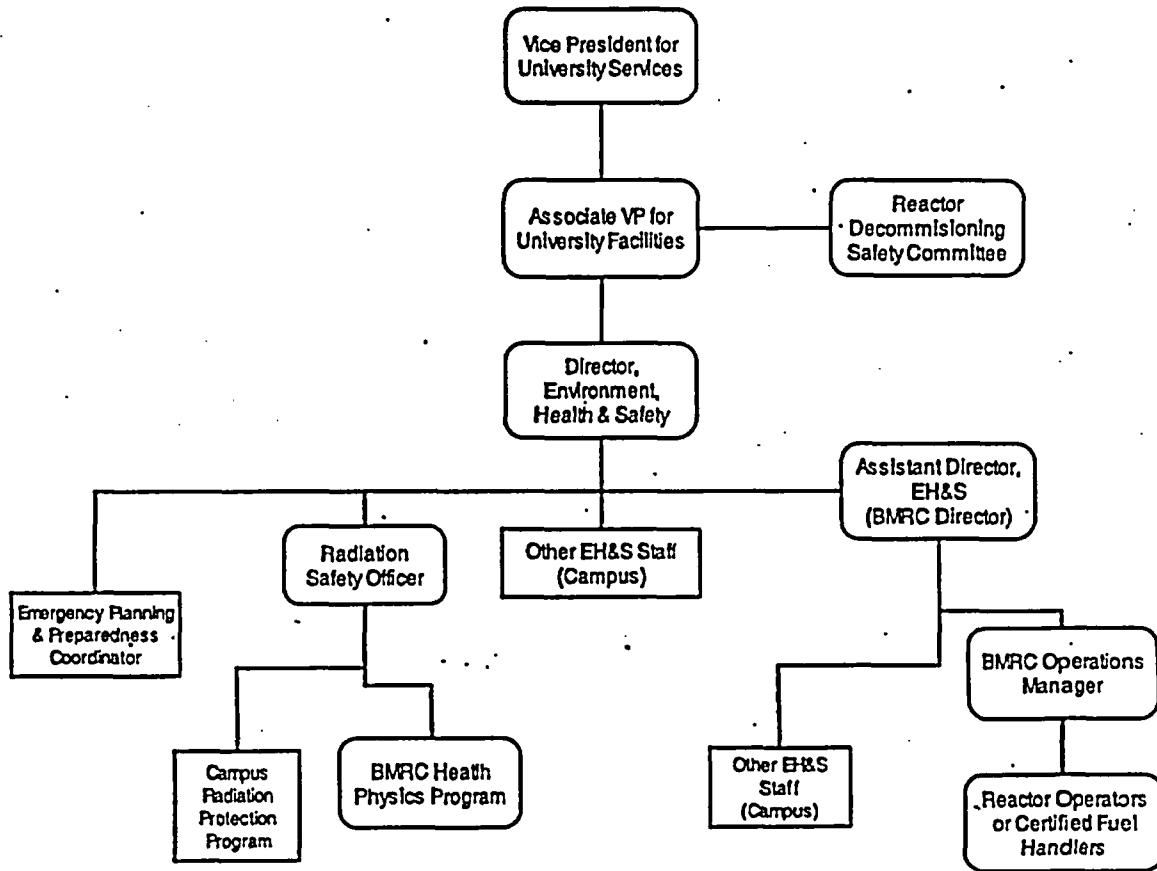 Vice President for
University Services
Associate VP for
University Facilities
Reactor
Decommisioning
Safety Committee
Director,
Environment,
Health & Safety
Assistant Director,
EH&S
(BMRC Director)
Radiation
Safety Officer
Other EH&S Staff
(Campus)
Emergency Planning
& Preparedness
Coordinator
BMRC Operations
Manager
Campus
Radiation
Protection
Program
BMRC Health
Physics Program
Other EH&S
Staff
(Campus)
Reactor Operators
or Certified Fuel
Handlers